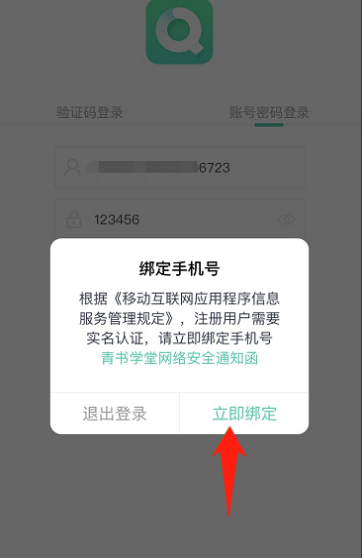 验证码登录
账号密码登录
6723
123456
绑定手机号
根据《移动互联网应用程序信息
服务管理规定》，注册用户需要
实名认证，请立即绑定手机号
青书学堂网络安全通知函
退出登录
立即绑定